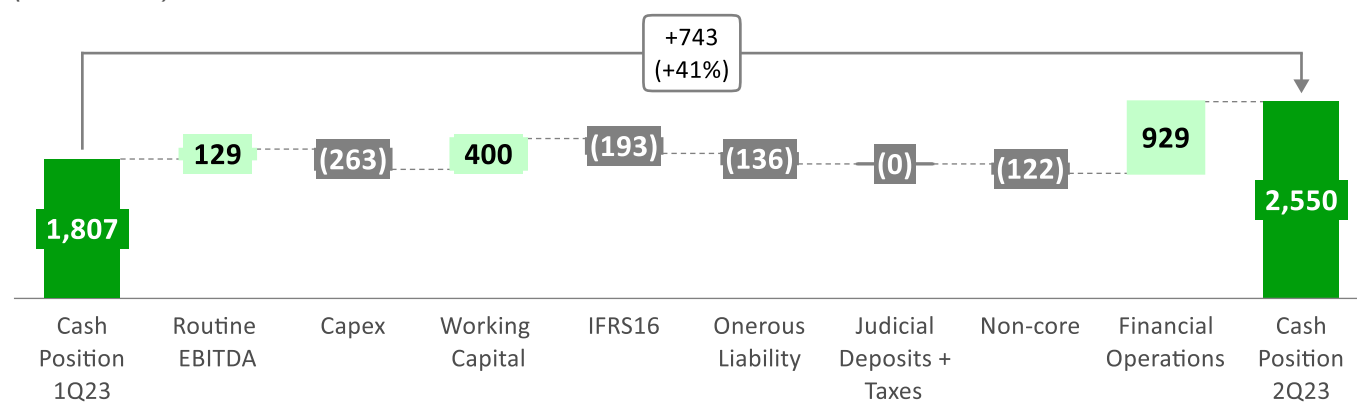 +743
(+41%)
1,807
129
(263)
400
(193)
(136)
(0)
(122)
929
2,550
Cash
Position
1Q23
Routine
EBITDA
Capex
Working
Capital
IFRS16
Onerous
Liability
Judicial
Deposits +
Taxes
Non-core
Financial
Operations
Cash
Position
2Q23